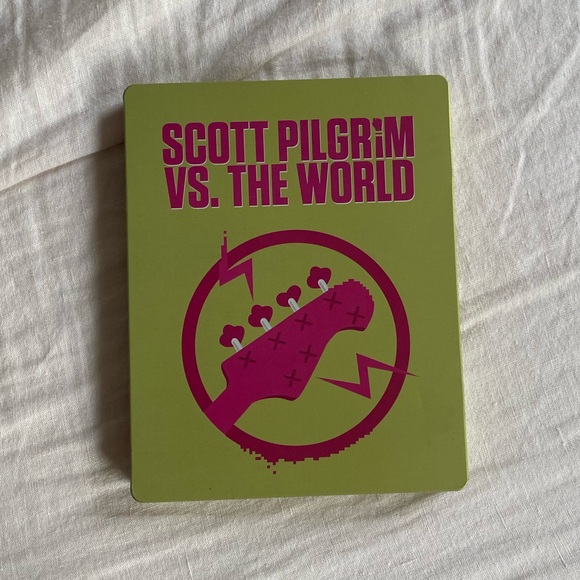 SCOTT PILGRIM
VS. THE WORLD